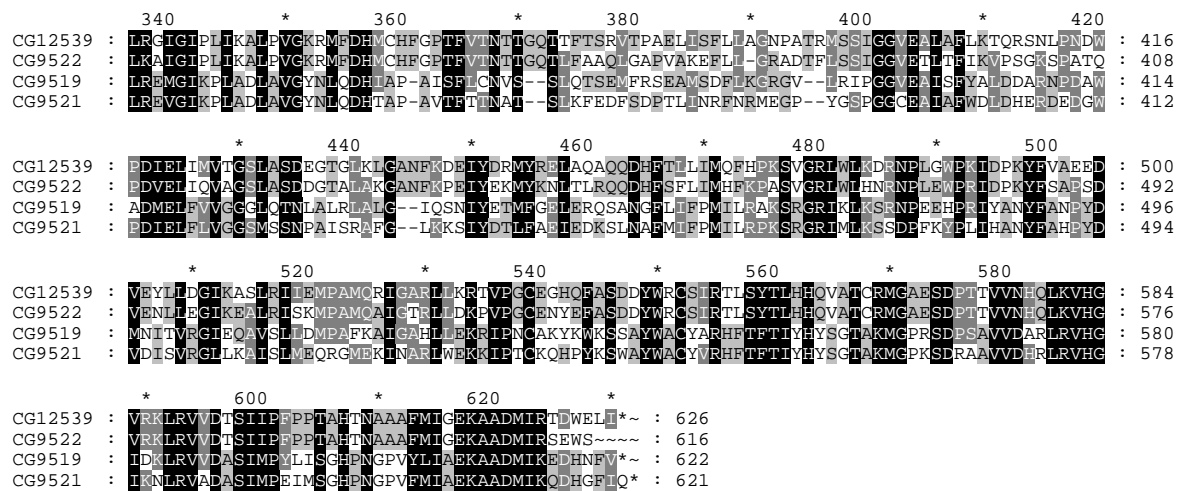 340 * 360 * 380 * 400 * 420
CG12539 : LRGIGIPLIKALPVGKRMFDHMCHFGPTFVTNTTGQTTFTSRVTPAELISFLLAGNPATRMSSIGGVEALAFLKTQRSNLPNDW : 416
CG9522 : LKAIGIPLIKALPVGKRMFDHMCHFGPTFVTNTTGQTLFAAQLGAPVAKEFLL-GRADTFLSSIGGVETLTFIKVPSGKSPATQ : 408
CG9519 : LREMGIKPLADLAVGYNLQDHIAP-AISFLCNVS--SLQTSEMFRSEAMSDFLKGRGV--LRIPGGVEAISFYALDDARNPDAW : 414
CG9521 : LREVGIKPLADLAVGYNLQDHTAP-AVTFTTNAT--SLKFEDFSDPTLINRFNRMEGP--YGSPGGCEAIAFWDLDHERDEDGW : 412
* 440 * 460 * 480 * 500
CG12539 : PDIELIMVTGSLASDEGTGLKLGANFKDEIYDRMYRELAQAQQDHFTLLIMQFHPKSVGRLWLKDRNPLGWPKIDPKYFVAEED : 500
CG9522 : PDVELIQVAGSLASDDGTALAKGANFKPEIYEKMYKNLTLRQQDHFSFLIMHFKPASVGRLWLHNRNPLEWPRIDPKYFSAPSD : 492
CG9519 : ADMELFVVGGGLQTNLALRLALG--IQSNIYETMFGELERQSANGFLIFPMILRAKSRGRIKLKSRNPEEHPRIYANYFANPYD : 496
CG9521 : PDIELFLVGGSMSSNPAISRAFG--LKKSIYDTLFAEIEDKSLNAFMIFPMILRPKSRGRIMLKSSDPFKYPLIHANYFAHPYD : 494
* 520 * 540 * 560 * 580
CG12539 : VEYLLDGIKASLRIIEMPAMQRIGARLLKRTVPGCEGHQFASDDYWRCSIRTLSYTLHHQVATCRMGAESDPTTVVNHQLKVHG : 584
CG9522 : VENLLEGIKEALRISKMPAMQAIGTRLLDKPVPGCENYEFASDDYWRCSIRTLSYTLHHQVATCRMGAESDPTTVVNHQLKVHG : 576
CG9519 : MNITVRGIEQAVSLLDMPAFKAIGAHLLEKRIPNCAKYKWKSSAYWACYARHFTFTIYHYSGTAKMGPRSDPSAVVDARLRVHG : 580
CG9521 : VDISVRGLLKAISLMEQRGMEKINARLWEKKIPTCKQHPYKSWAYWACYVRHFTFTIYHYSGTAKMGPKSDRAAVVDHRLRVHG : 578
* 600 * 620 *
CG12539 : VRKLRVVDTSIIPFPPTAHTNAAAFMIGEKAADMIRTDWELI*~ : 626
CG9522 : VRKLRVVDTSIIPFPPTAHTNAAAFMIGEKAADMIRSEWS~~~~ : 616
CG9519 : IDKLRVVDASIMPYLISGHPNGPVYLIAEKAADMIKEDHNFV*~ : 622
CG9521 : IKNLRVADASIMPEIMSGHPNGPVFMIAEKAADMIKQDHGFIQ* : 621